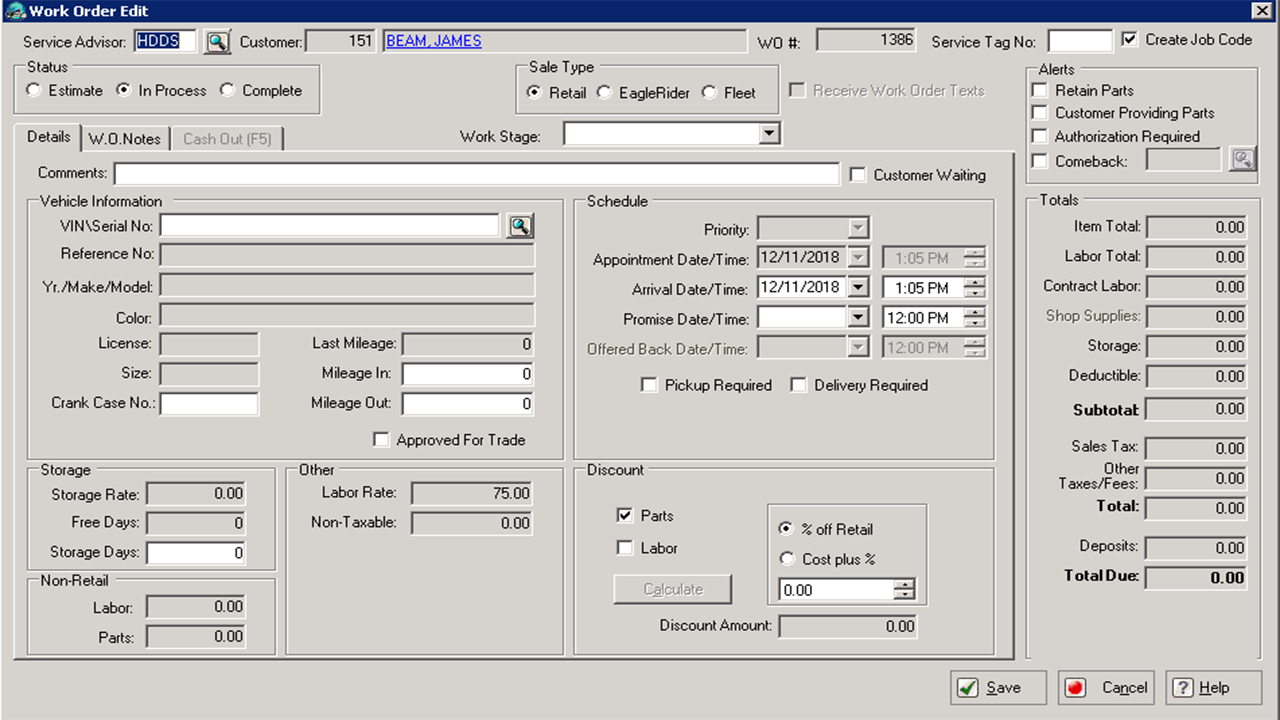 Work Order Edit
Service Advisor: HDDS Customer: 151 BEAM, JAMES WO #: 1386 Service Tag No: Create Job Code
Status
Estimate In Process Complete
Sale Type
Retail EagleRider Fleet
Receive Work Order Texts
Alerts
Retain Parts
Customer Providing Parts
Authorization Required
Comeback:
Details W.O.Notes Cash Out (F5)
Work Stage:
Comments: Customer Waiting
Vehicle Information
VIN\Serial No:
Reference No:
Yr./Make/Model:
Color:
License: Last Mileage: 0
Size: Mileage In: 0
Crank Case No.: Mileage Out: 0
Approved For Trade
Schedule
Priority:
Appointment Date/Time: 12/11/2018 1:05 PM
Arrival Date/Time: 12/11/2018 1:05 PM
Promise Date/Time: 12:00 PM
Offered Back Date/Time: 12:00 PM
Pickup Required Delivery Required
Totals
Item Total: 0.00
Labor Total: 0.00
Contract Labor: 0.00
Shop Supplies: 0.00
Storage: 0.00
Deductible: 0.00
Subtotal: 0.00
Sales Tax: 0.00
Other
Taxes/Fees: 0.00
Total: 0.00
Deposits: 0.00
Total Due: 0.00
Storage
Storage Rate: 0.00
Free Days: 0
Storage Days: 0
Non-Retail
Labor: 0.00
Parts: 0.00
Other
Labor Rate: 75.00
Non-Taxable: 0.00
Discount
Parts
Labor
Calculate
% off Retail
Cost plus %
0.00
Discount Amount: 0.00
Save Cancel Help